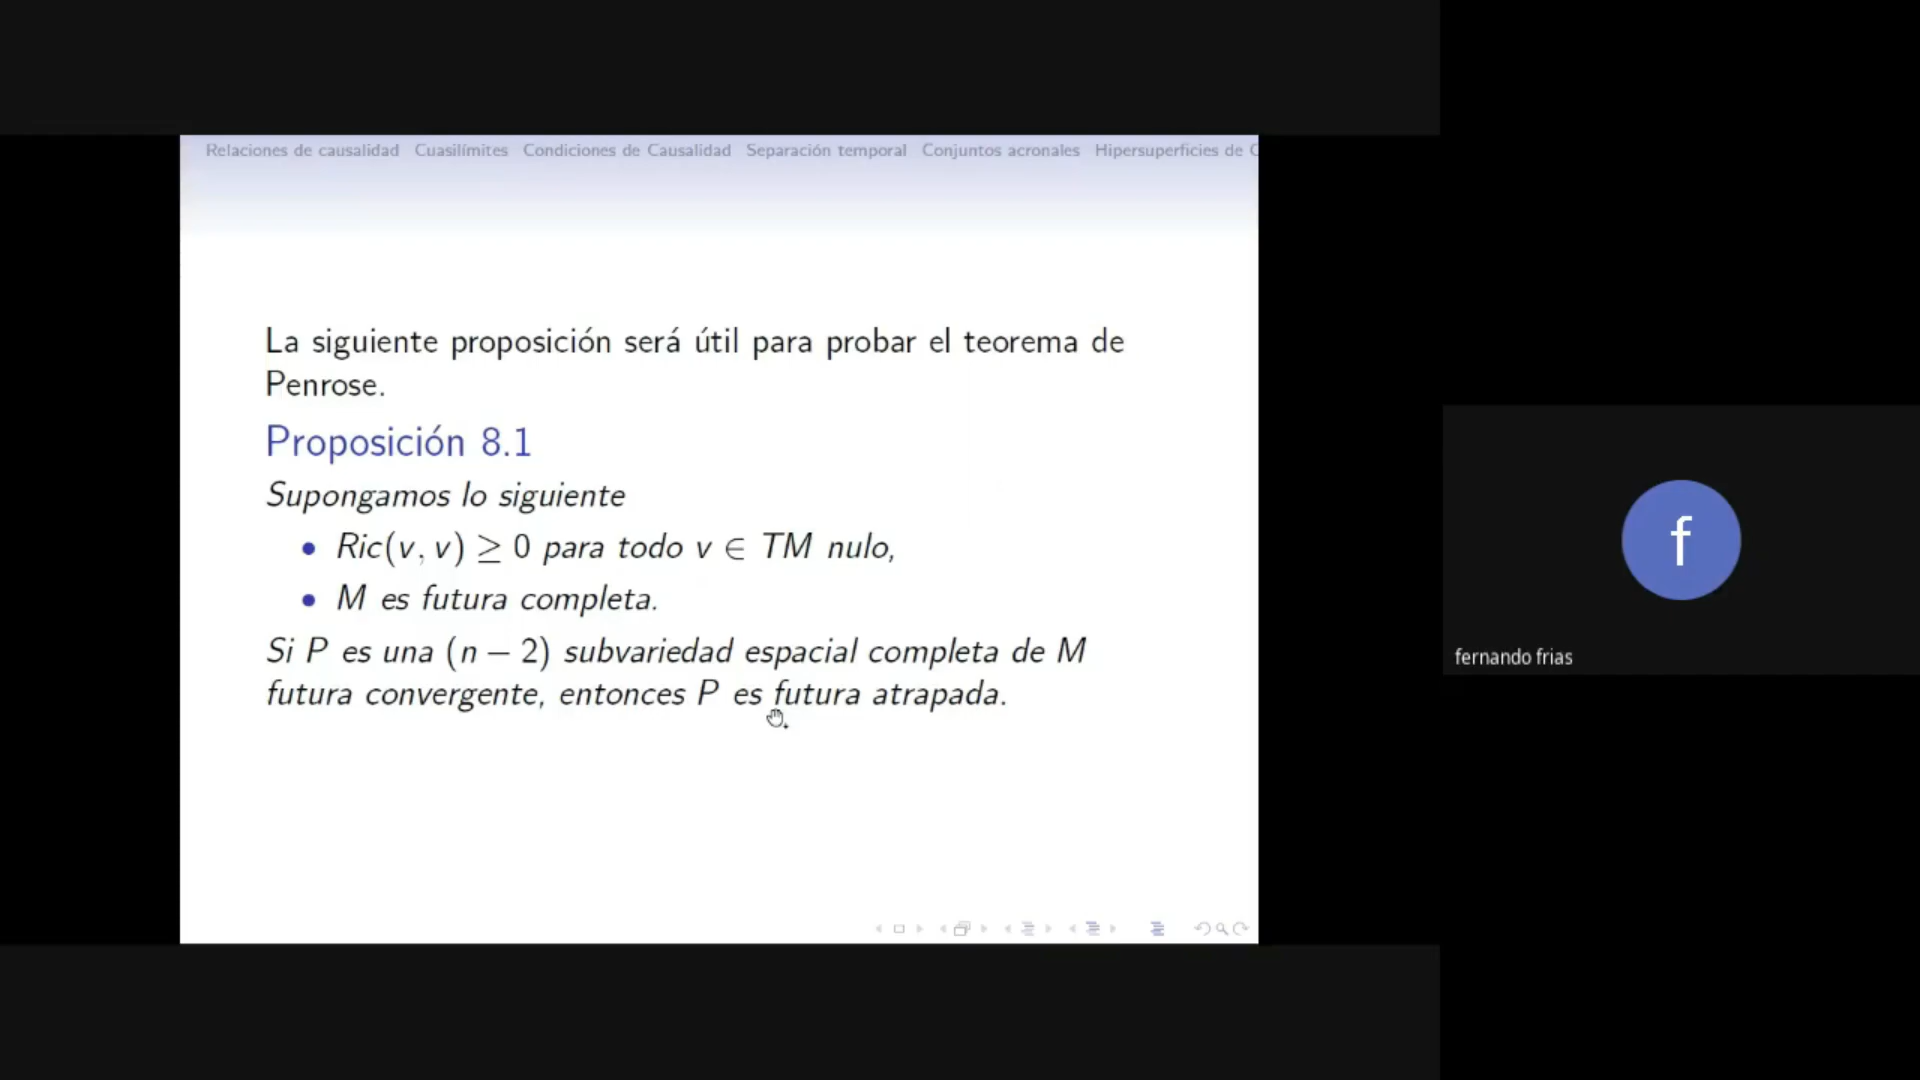 Relaciones de causalidad Cuasilímites Condiciones de Causalidad Separación temporal Conjuntos acronales Hipersuperficies de C
La siguiente proposición será útil para probar el teorema de
Penrose.
Proposición 8.1
Supongamos lo siguiente
• Ric(v, v) ≥ 0 para todo v ∈ TM nulo,
• M es futura completa.
Si P es una (n − 2) subvariedad espacial completa de M
futura convergente, entonces P es futura atrapada.
f
fernando frias